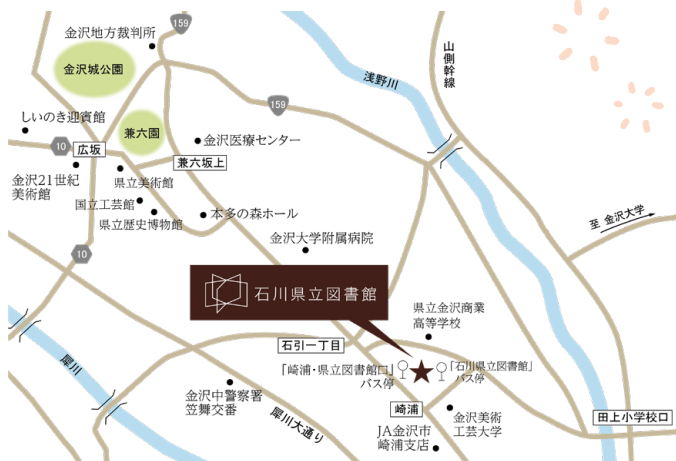 159
金沢地方裁判所
金沢城公園
山側幹線
浅野川
159
しいのき迎賓館
兼六園
10
広坂
金沢医療センター
兼六坂上
金沢21世紀
美術館
県立美術館
国立工芸館
県立歴史博物館
本多の森ホール
至 金沢大学
金沢大学附属病院
10
石川県立図書館
県立金沢商業
高等学校
石引一丁目
「崎浦・県立図書館口」
バス停
「石川県立図書館」
バス停
犀川
金沢中警察署
笠舞交番
犀川大通り
崎浦
金沢美術
工芸大学
田上小学校口
JA金沢市
崎浦支店